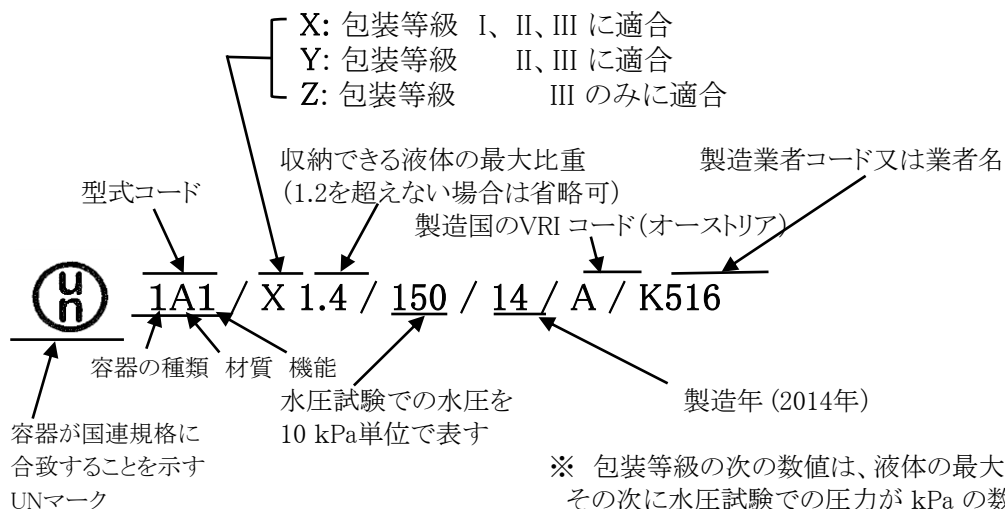 X: 包装等級 I、II、III に適合
Y: 包装等級 II、III に適合
Z: 包装等級 III のみに適合
収納できる液体の最大比重
(1.2を超えない場合は省略可)
製造業者コード又は業者名
型式コード
製造国のVRI コード(オーストリア)
un 1A1 / X 1.4 / 150 / 14 / A / K516
容器の種類 材質 機能
水圧試験での水圧を
10 kPa単位で表す
製造年 (2014年)
容器が国連規格に
合致することを示す
UNマーク
※ 包装等級の次の数値は、液体の最大
その次に水圧試験での圧力が kPa の数